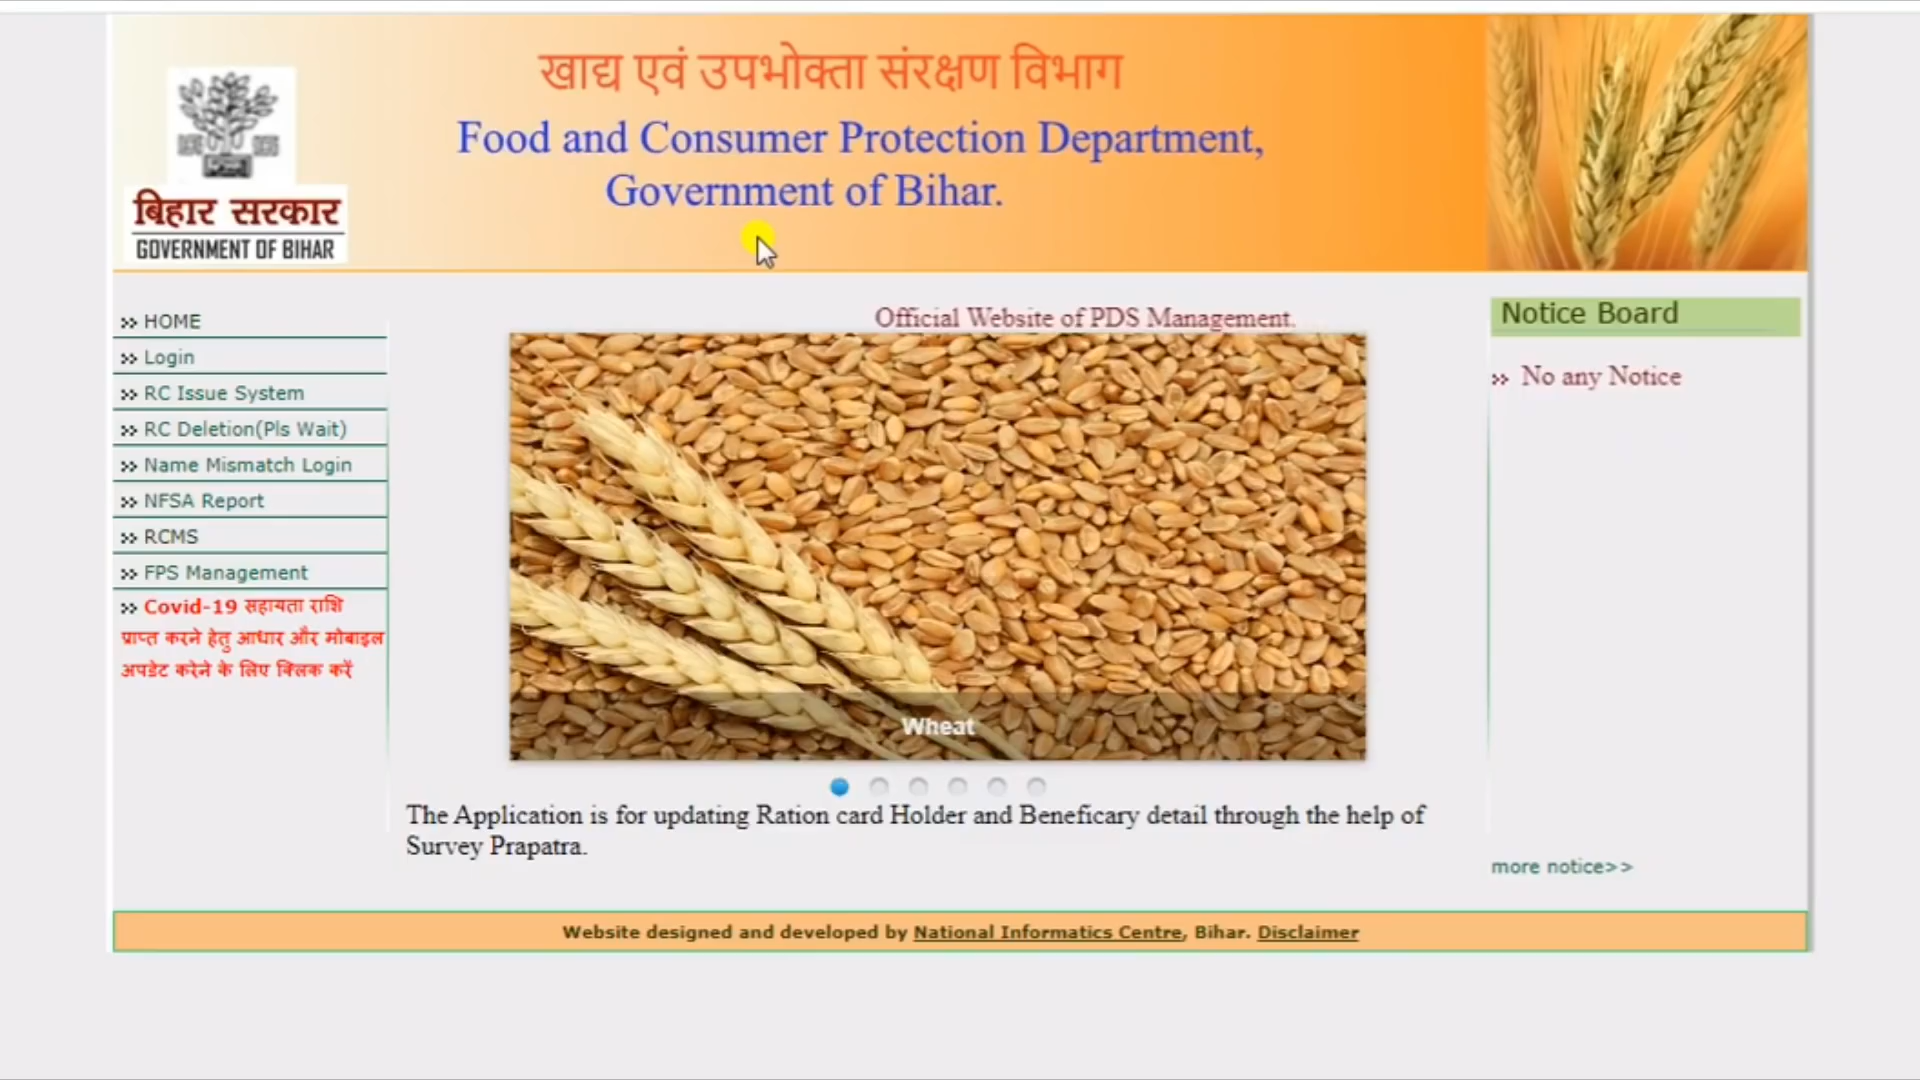 खाद्य एवं उपभोक्ता संरक्षण विभाग
Food and Consumer Protection Department,
Government of Bihar.
बिहार सरकार
GOVERNMENT OF BIHAR
>> HOME
>> Login
>> RC Issue System
>> RC Deletion(Pls Wait)
>> Name Mismatch Login
>> NFSA Report
>> RCMS
>> FPS Management
>> Covid-19 सहायता राशि
प्राप्त करने हेतु आधार और मोबाइल
अपडेट करेने के लिए क्लिक करें
Official Website of PDS Management.
Wheat
The Application is for updating Ration card Holder and Beneficary detail through the help of
Survey Prapatra.
Notice Board
>> No any Notice
more notice>>
Website designed and developed by National Informatics Centre, Bihar. Disclaimer